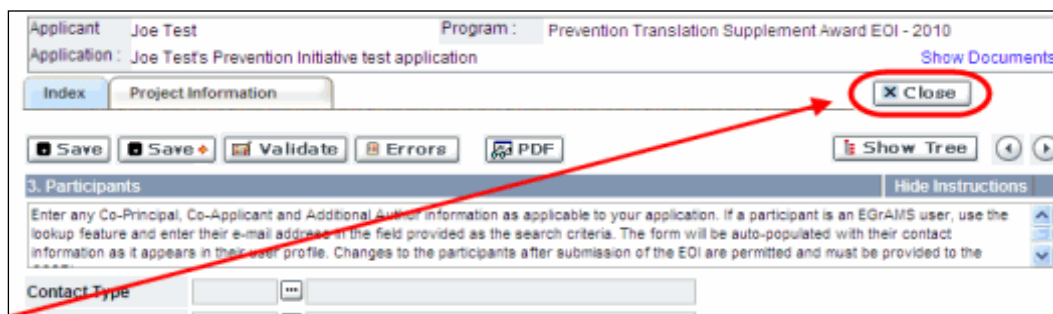 Applicant Joe Test Program : Prevention Translation Supplement Award EOI - 2010
Application : Joe Test's Prevention Initiative test application Show Documents
Index Project Information Close
Save Save Validate Errors PDF Show Tree
3. Participants Hide Instructions
Enter any Co-Principal, Co-Applicant and Additional Author information as applicable to your application. If a participant is an EGrAMS user, use the
lookup feature and enter their e-mail address in the field provided as the search criteria. The form will be auto-populated with their contact
information as it appears in their user profile. Changes to the participants after submission of the EOI are permitted and must be provided to the
Contact Type